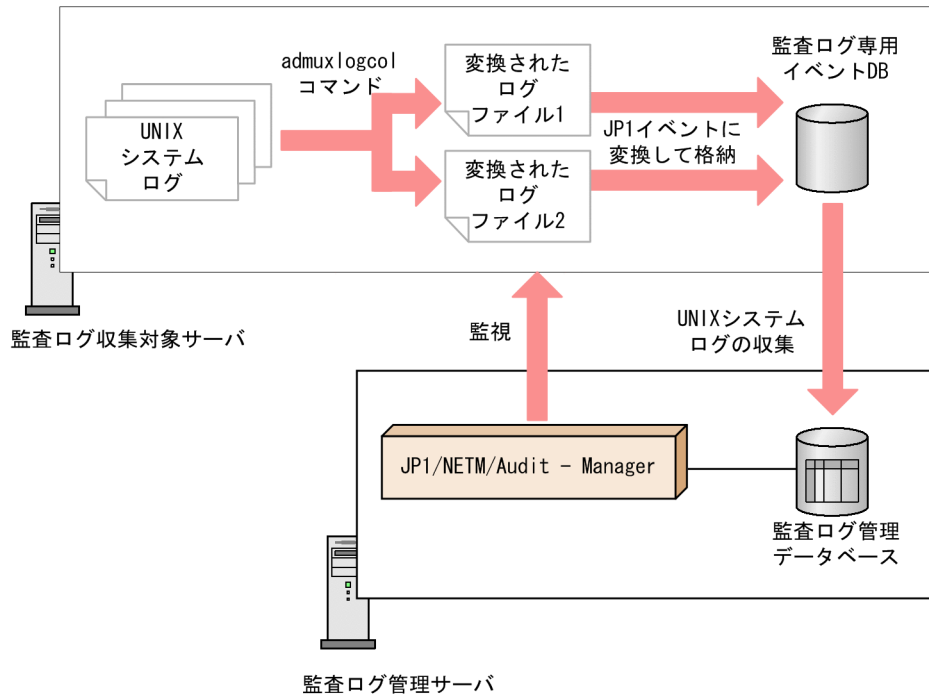 admuxlogcol
コマンド
UNIX
システム
ログ
変換された
ログ
ファイル1
変換された
ログ
ファイル2
JP1イベントに
変換して格納
監査ログ専用
イベントDB
監査ログ収集対象サーバ
監視
UNIXシステム
ログの収集
JP1/NETM/Audit − Manager
監査ログ管理
データベース
監査ログ管理サーバ